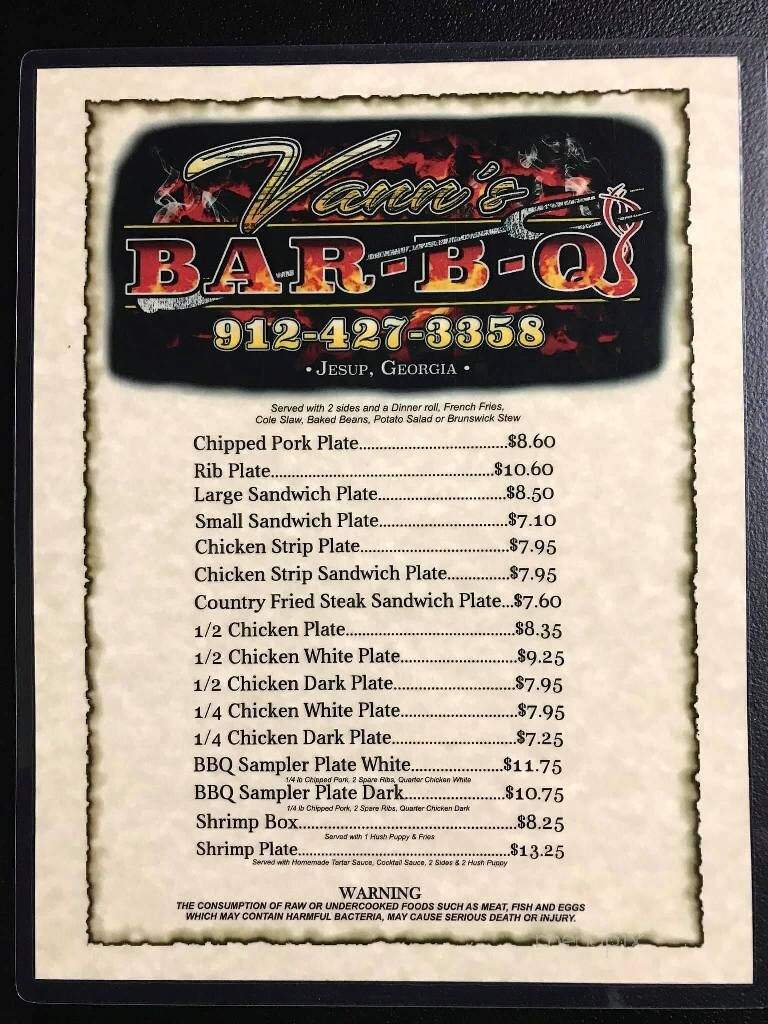 Vann's
BAR-B-Q
912-427-3358
• JESUP, GEORGIA •
Served with 2 sides and a Dinner roll, French Fries,
Cole Slaw, Baked Beans, Potato Salad or Brunswick Stew
Chipped Pork Plate................................$8.60
Rib Plate................................................$10.60
Large Sandwich Plate............................$8.50
Small Sandwich Plate............................$7.10
Chicken Strip Plate................................$7.95
Chicken Strip Sandwich Plate.............$7.95
Country Fried Steak Sandwich Plate...$7.60
1/2 Chicken Plate.....................................$8.35
1/2 Chicken White Plate.........................$9.25
1/2 Chicken Dark Plate..........................$7.95
1/4 Chicken White Plate.........................$7.95
1/4 Chicken Dark Plate...........................$7.25
BBQ Sampler Plate White....................$11.75
1/4 lb Chipped Pork, 2 Spare Ribs, Quarter Chicken White
BBQ Sampler Plate Dark......................$10.75
1/4 lb Chipped Pork, 2 Spare Ribs, Quarter Chicken Dark
Shrimp Box...............................................$8.25
Served with 1 Hush Puppy & Fries
Shrimp Plate..............................................$13.25
Served with Homemade Tartar Sauce, Cocktail Sauce, 2 Sides & 2 Hush Puppy
WARNING
THE CONSUMPTION OF RAW OR UNDERCOOKED FOODS SUCH AS MEAT, FISH AND EGGS
WHICH MAY CONTAIN HARMFUL BACTERIA, MAY CAUSE SERIOUS DEATH OR INJURY.